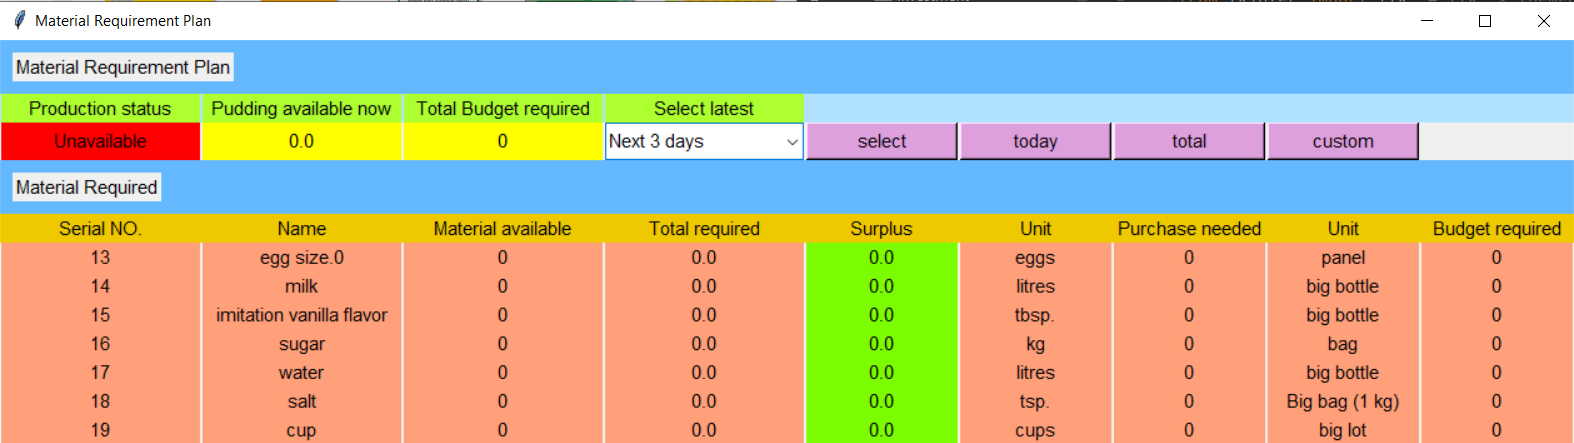 Material Requirement Plan
Material Requirement Plan
Production status Pudding available now Total Budget required Select latest
Unavailable 0.0 0 Next 3 days select today total custom
Material Required
Serial NO. Name Material available Total required Surplus Unit Purchase needed Unit Budget required
13 egg size.0 0 0.0 0.0 eggs 0 panel 0
14 milk 0 0.0 0.0 litres 0 big bottle 0
15 imitation vanilla flavor 0 0.0 0.0 tbsp. 0 big bottle 0
16 sugar 0 0.0 0.0 kg 0 bag 0
17 water 0 0.0 0.0 litres 0 big bottle 0
18 salt 0 0.0 0.0 tsp. 0 Big bag (1 kg) 0
19 cup 0 0.0 0.0 cups 0 big lot 0